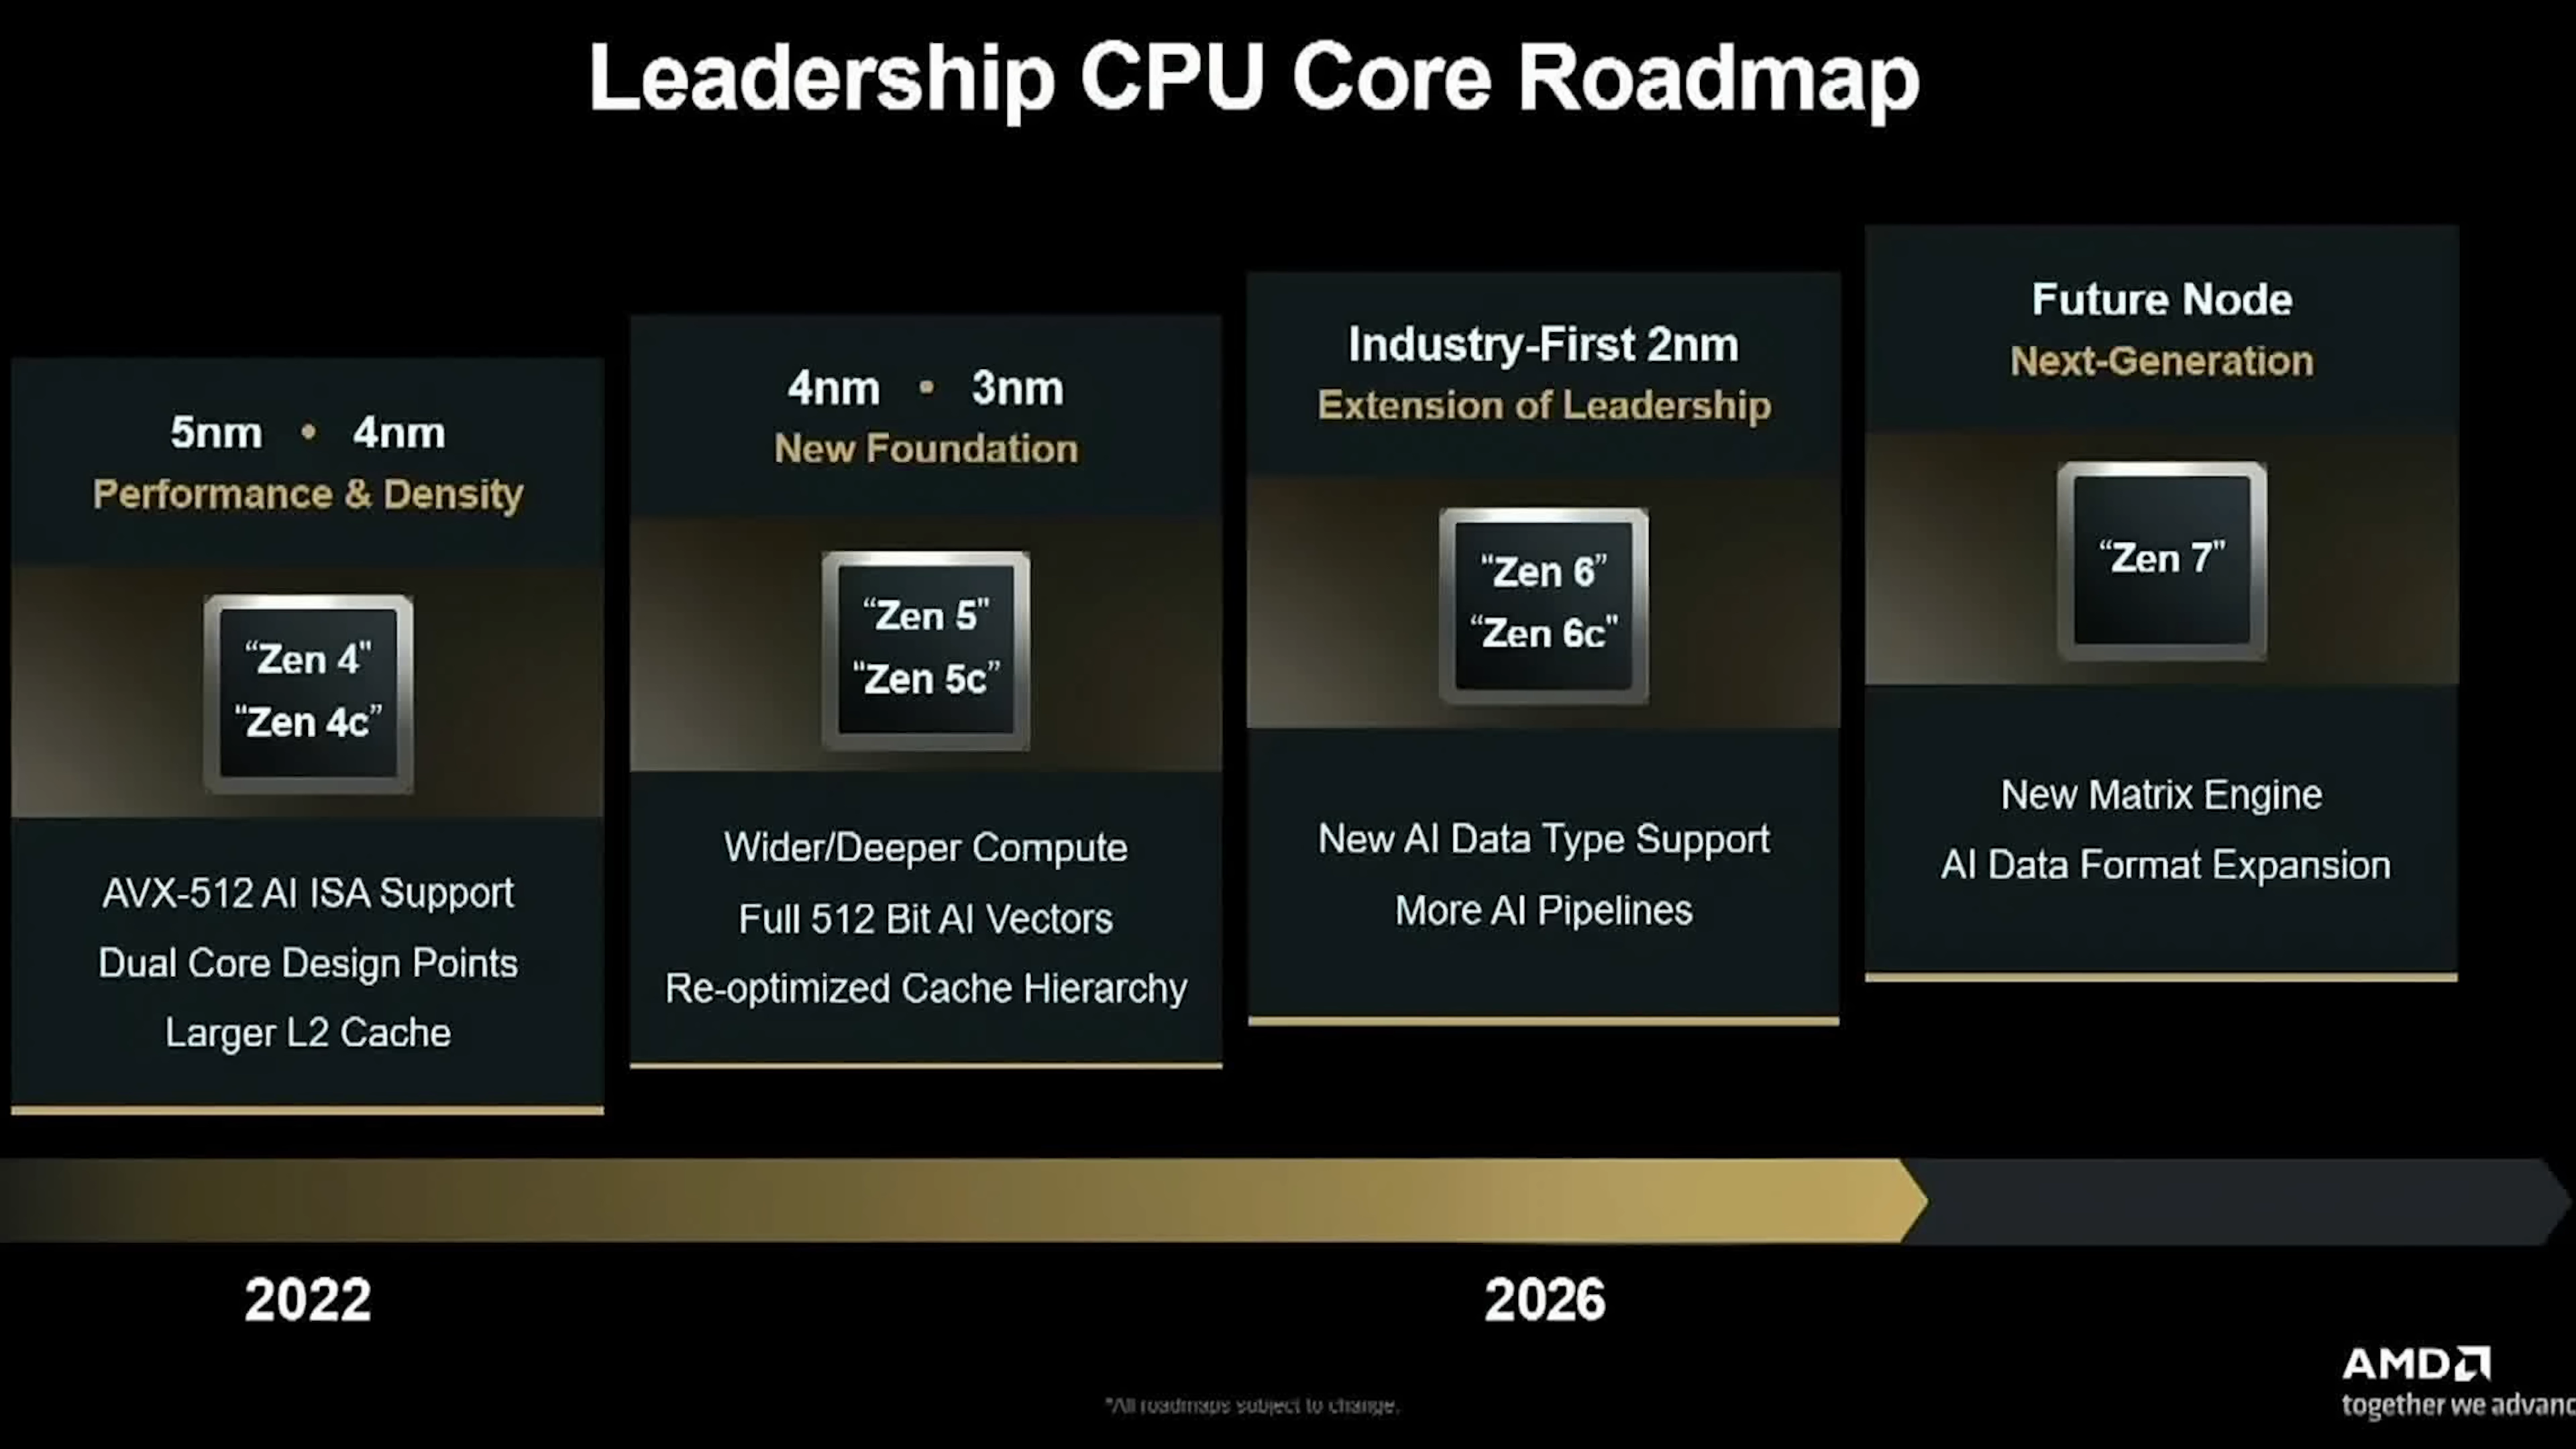 Leadership CPU Core Roadmap
5nm • 4nm
Performance & Density
“Zen 4”
“Zen 4c”
AVX-512 AI ISA Support
Dual Core Design Points
Larger L2 Cache
4nm • 3nm
New Foundation
“Zen 5”
“Zen 5c”
Wider/Deeper Compute
Full 512 Bit AI Vectors
Re-optimized Cache Hierarchy
Industry-First 2nm
Extension of Leadership
“Zen 6”
“Zen 6c”
New AI Data Type Support
More AI Pipelines
Future Node
Next-Generation
“Zen 7”
New Matrix Engine
AI Data Format Expansion
2022
2026
*All roadmaps subject to change.
AMD
together we advanc